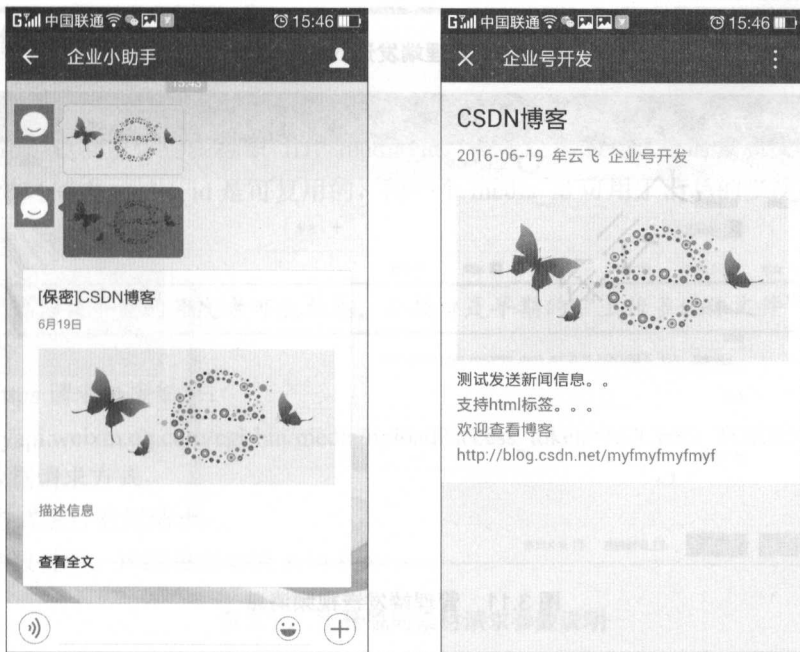 中国联通 15:46
企业小助手
15:45
[保密]CSDN博客
6月19日
描述信息
查看全文
中国联通 15:46
企业号开发
CSDN博客
2016-06-19 牟云飞 企业号开发
测试发送新闻信息。。
支持html标签。。。
欢迎查看博客
http://blog.csdn.net/myfmyfmyfmyf